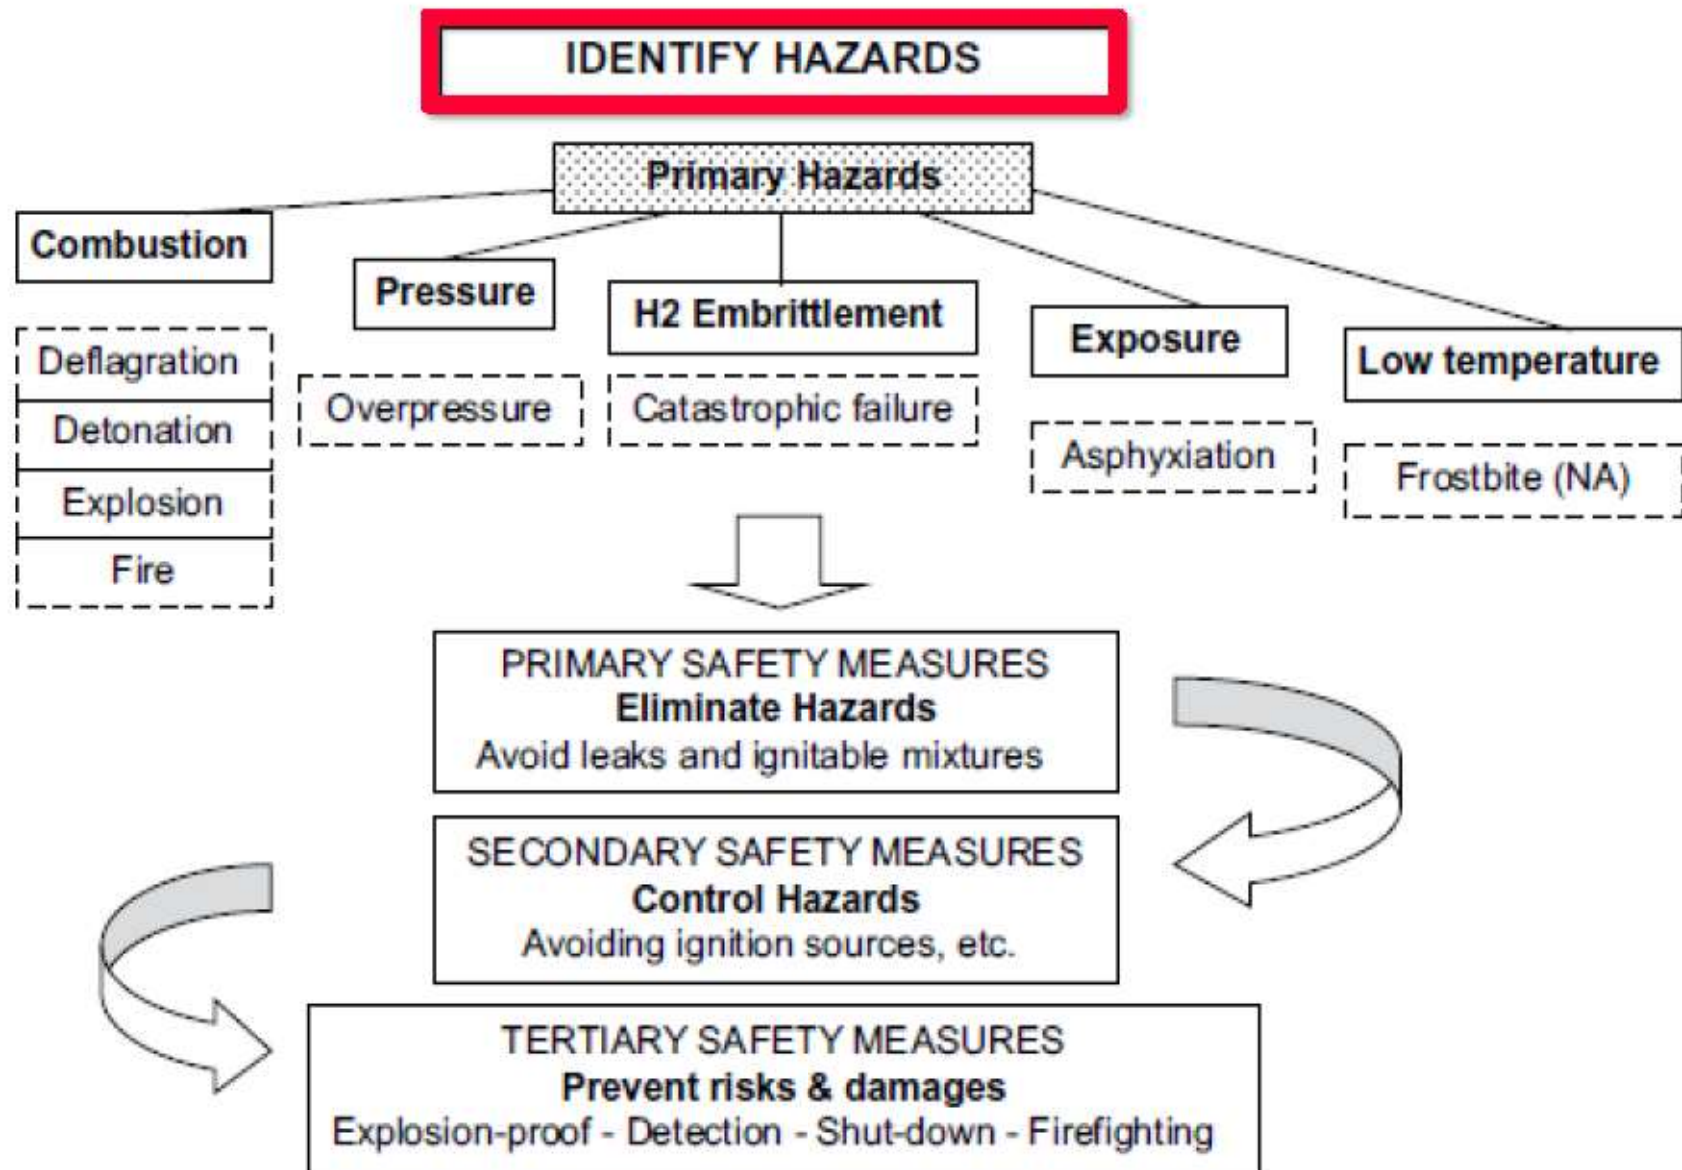 IDENTIFY HAZARDS
Primary Hazards
Combustion
Deflagration
Detonation
Explosion
Fire
Pressure
Overpressure
H2 Embrittlement
Catastrophic failure
Exposure
Asphyxiation
Low temperature
Frostbite (NA)
PRIMARY SAFETY MEASURES
Eliminate Hazards
Avoid leaks and ignitable mixtures
SECONDARY SAFETY MEASURES
Control Hazards
Avoiding ignition sources, etc.
TERTIARY SAFETY MEASURES
Prevent risks & damages
Explosion-proof - Detection - Shut-down - Firefighting